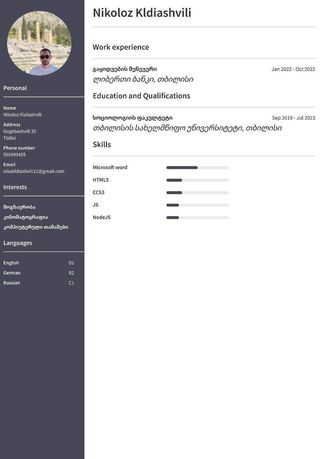 Nikoloz Kldiashvili
Personal
Name
Nikoloz Kldiashvili
Address
Gogebashvili 30
Tbilisi
Phone number
595499455
Email
nikakldiashvili12@gmail.com
Interests
მოგზაურობა
კინომატოგრაფია
კომპიუტერული თამაშები
Languages
English B2
German B2
Russian C1
Work experience
გაყიდვების მენეჯერი Jan 2022 - Oct 2022
ლიბერთი ბანკი, თბილისი
Education and Qualifications
სოციოლოგიის ფაკულტეტი Sep 2019 - Jul 2023
თბილისის სახელმწიფო უნივერსიტეტი, თბილისი
Skills
Microsoft word
HTML5
CCS3
JS
NodeJS